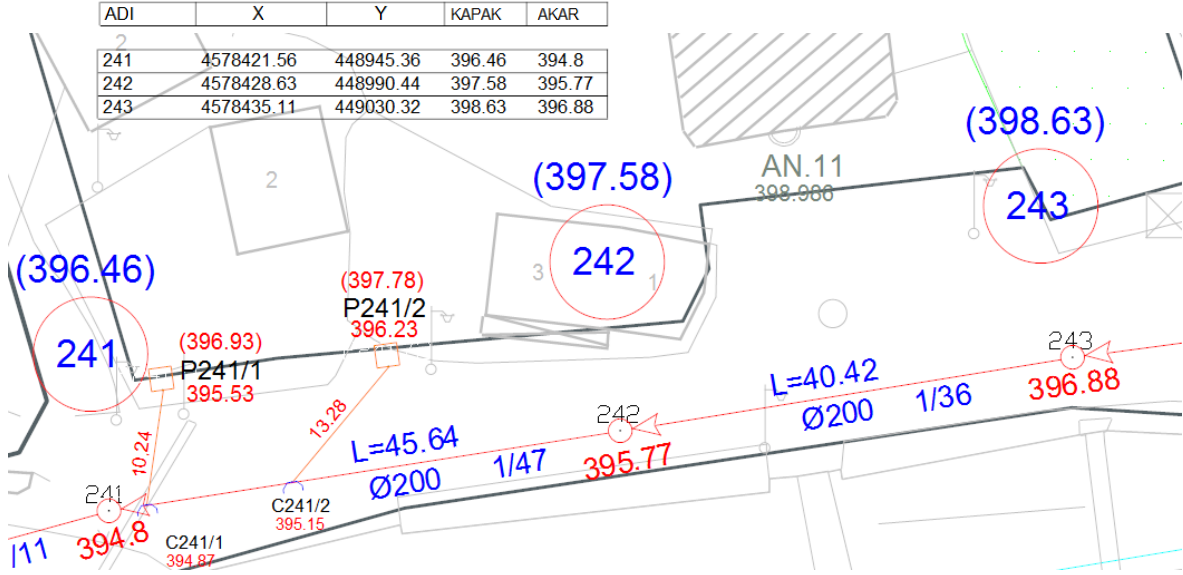 ADI X Y KAPAK AKAR
241 4578421.56 448945.36 396.46 394.8
242 4578428.63 448990.44 397.58 395.77
243 4578435.11 449030.32 398.63 396.88
2
(398.63)
AN.11
398.986
(397.58)
2
243
(396.46)
(397.78)
P241/2
396.23
3
242
1
241
(396.93)
P241/1
395.53
243
396.88
L=40.42
Ø200 1/36
242
395.77
13.28
L=45.64
Ø200 1/47
10.24
241
394.8
C241/2
395.15
C241/1
394.87
/11